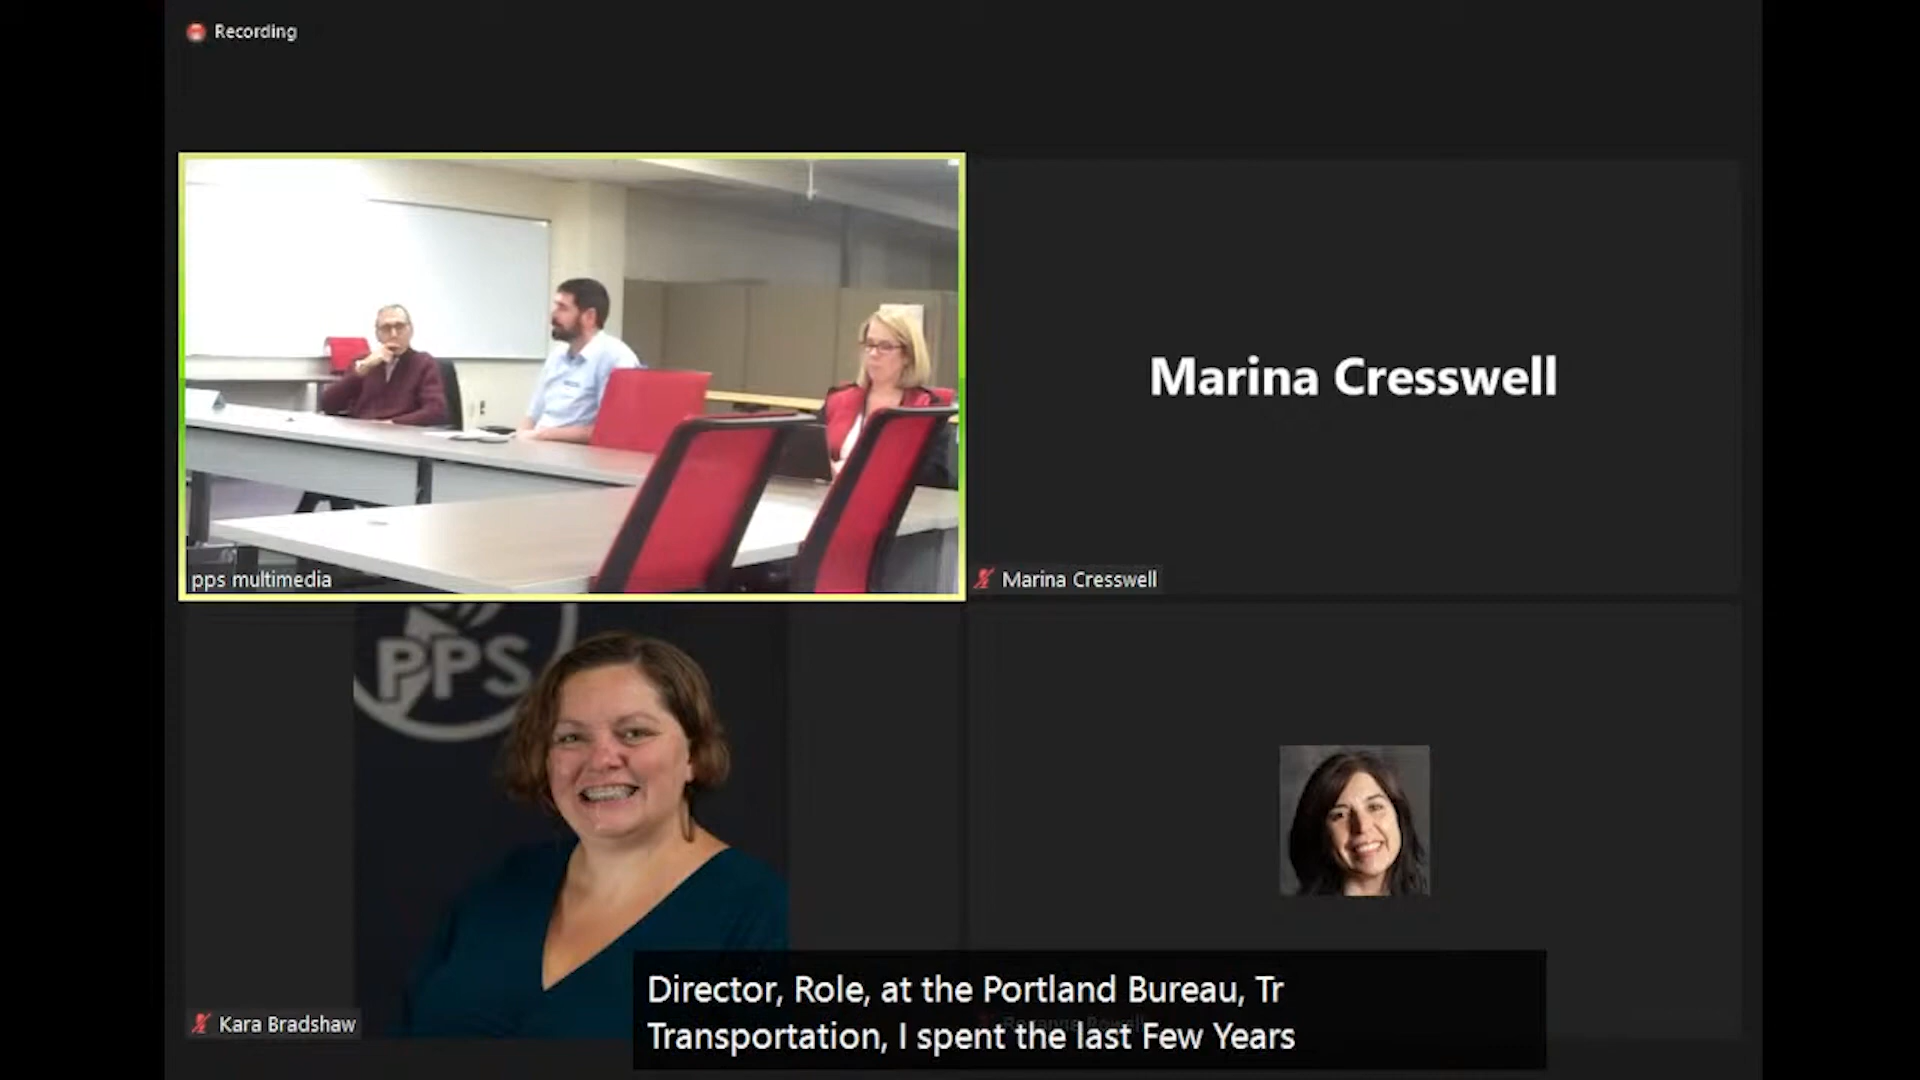 Recording
pps multimedia
Marina Cresswell
Marina Cresswell
PPS
Kara Bradshaw
Director, Role, at the Portland Bureau, Tr
Transportation, I spent the last Few Years